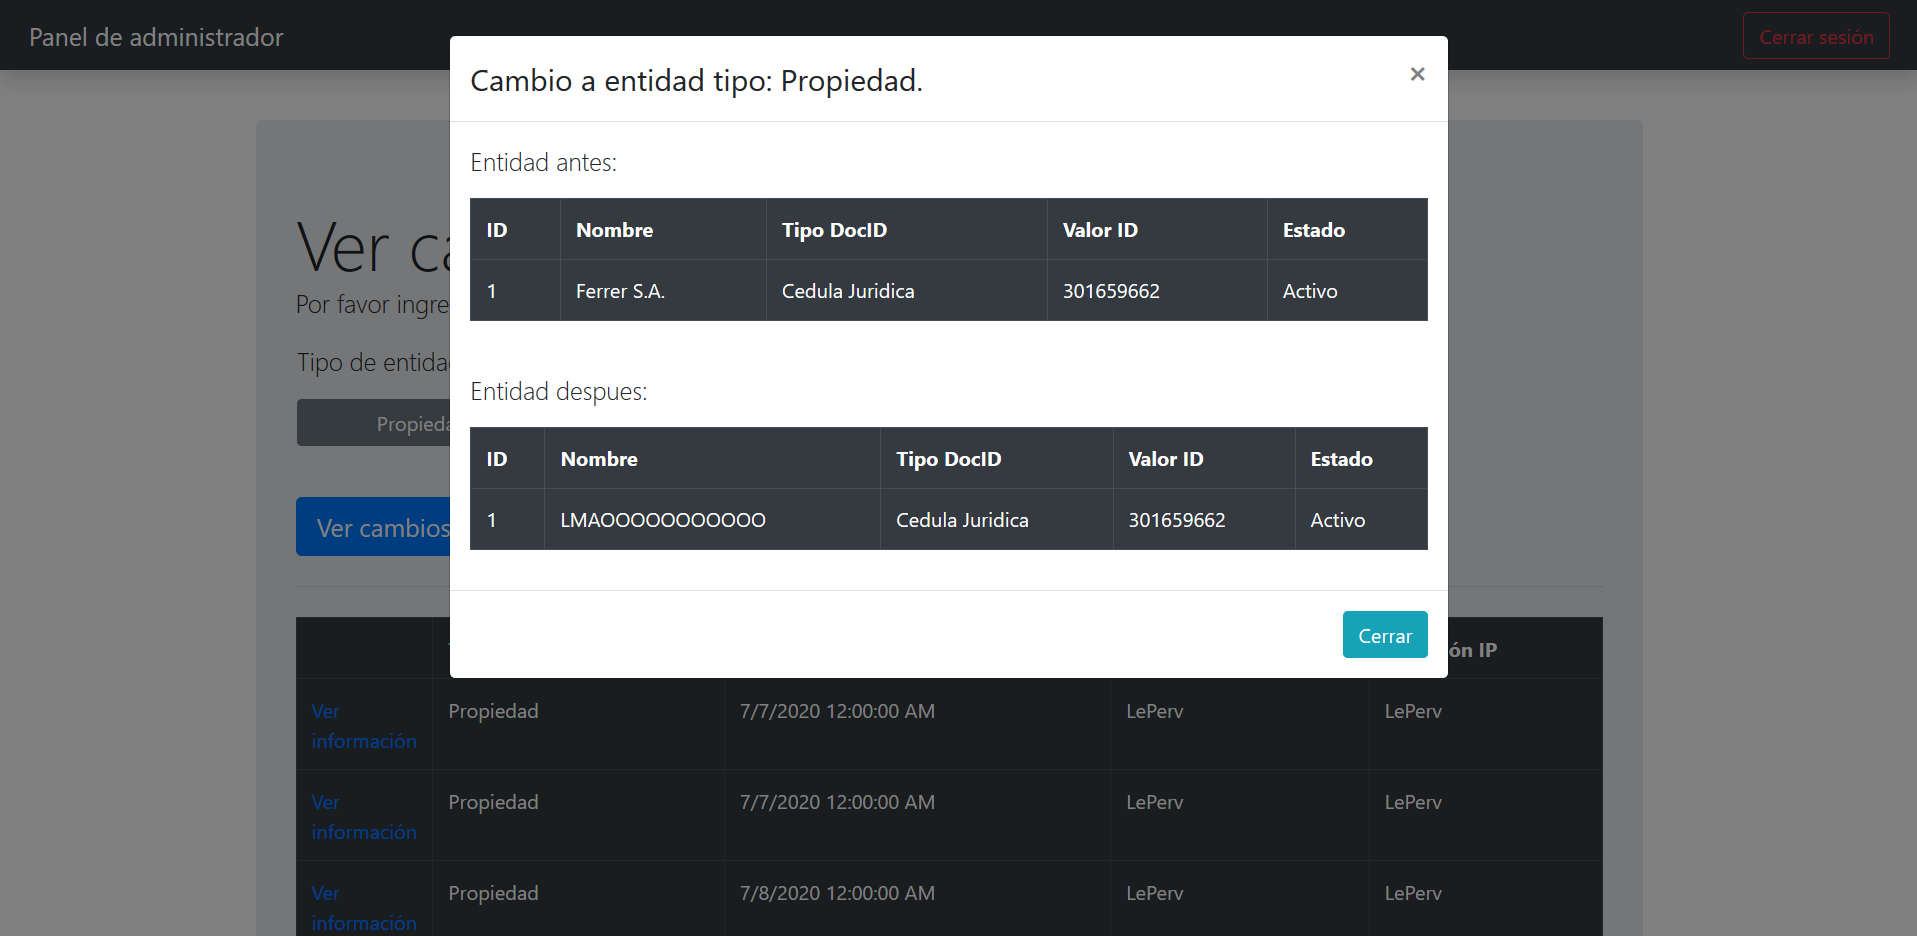 Panel de administrador
Cerrar sesión
Cambio a entidad tipo: Propiedad.
×
Entidad antes:
ID Nombre Tipo DocID Valor ID Estado
1 Ferrer S.A. Cedula Juridica 301659662 Activo
Entidad despues:
ID Nombre Tipo DocID Valor ID Estado
1 LMAOOOOOOOOOOO Cedula Juridica 301659662 Activo
Cerrar
Ver
Por favor
Tipo de
Ver cambios
IP
Ver información Propiedad 7/7/2020 12:00:00 AM LePerv LePerv
Ver información Propiedad 7/7/2020 12:00:00 AM LePerv LePerv
Ver información Propiedad 7/8/2020 12:00:00 AM LePerv LePerv